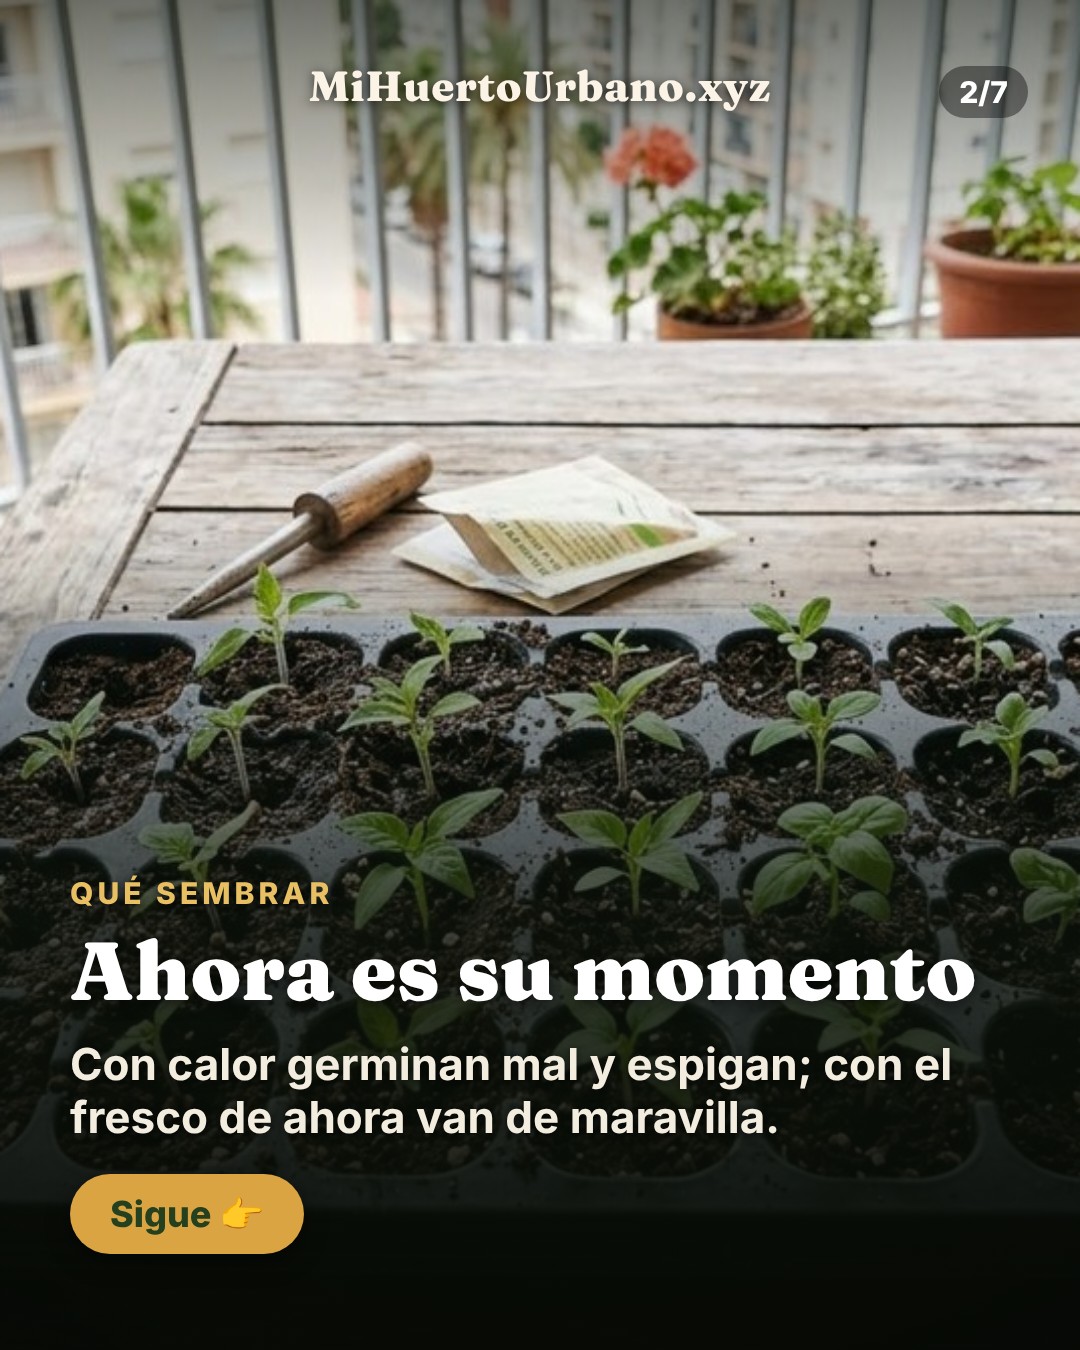 MiHuertoUrbano.xyz
2/7
QUÉ SEMBRAR
Ahora es su momento
Con calor germinan mal y espigan; con el
fresco de ahora van de maravilla.
Sigue 👉